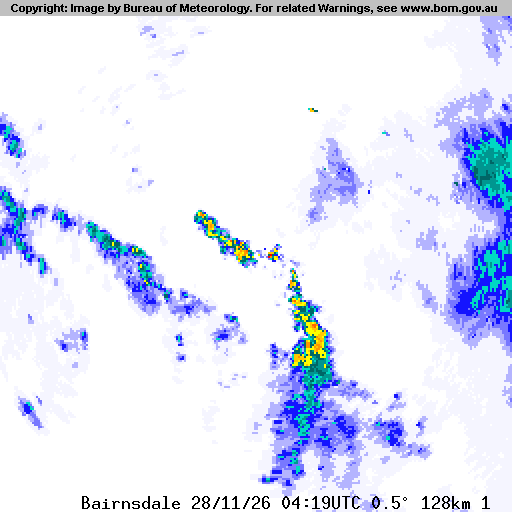 Copyright: Image by Bureau of Meteorology. For related Warnings, see www.bom.gov.au
Bairnsdale 28/11/26 04:19UTC 0.5° 128km 1